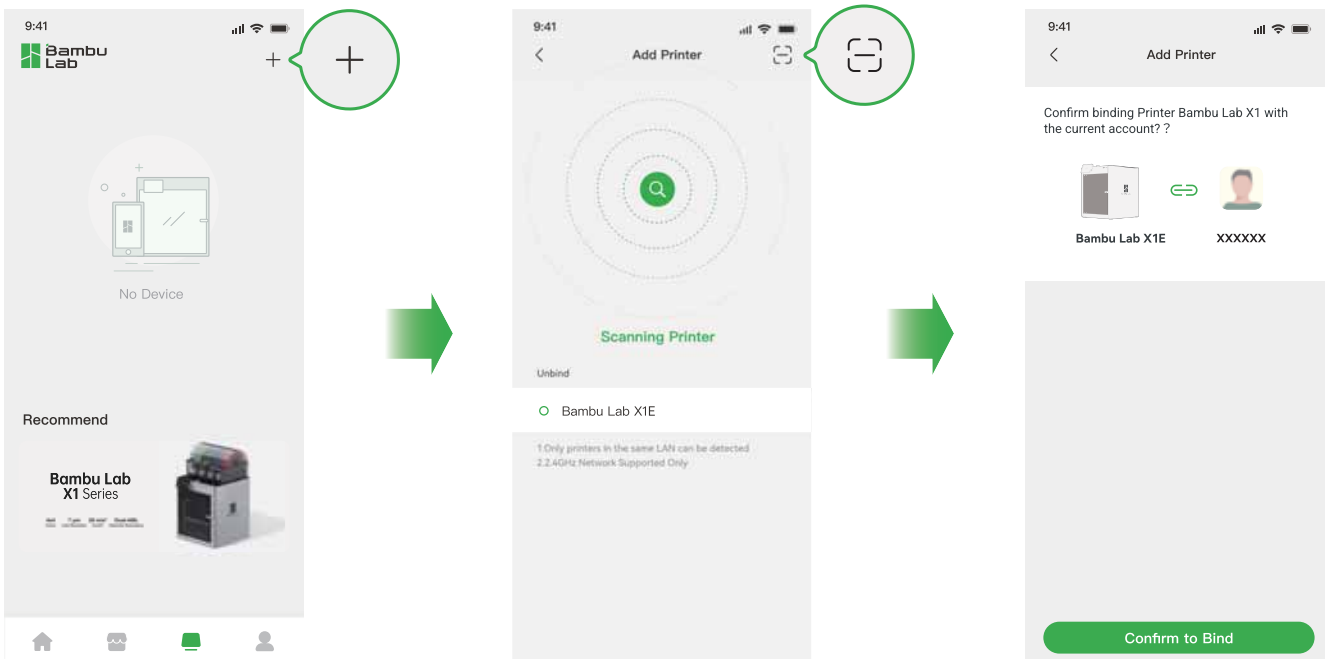 9:41
Bambu
Lab
No Device
Recommend
Bambu Lab
X1 Series
9:41
Add Printer
Scanning Printer
Unbind
Bambu Lab X1E
1 Only printers in the same LAN can be detected
2.2.4GHz Network Supported Only
9:41
Add Printer
Confirm binding Printer Bambu Lab X1 with
the current account? ?
Bambu Lab X1E
XXXXXX
Confirm to Bind